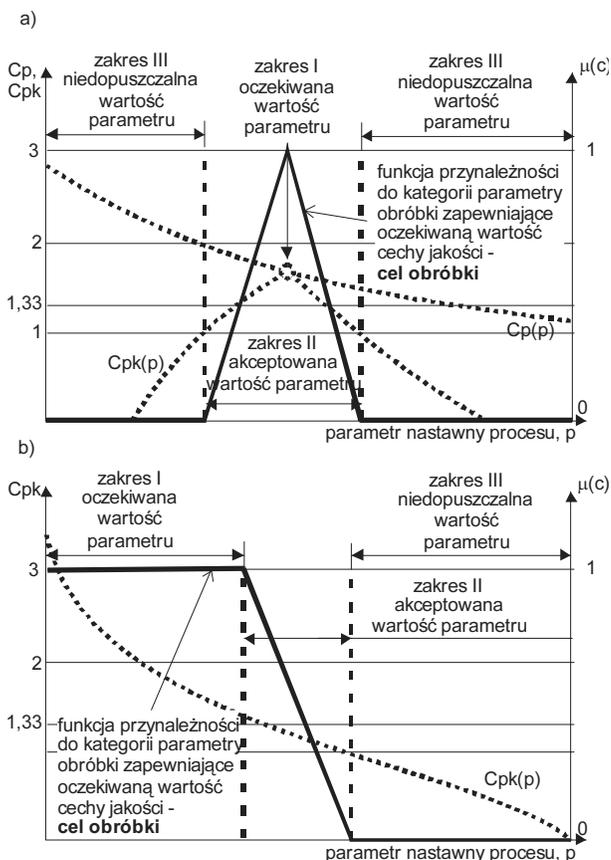 a)
Cp,
Cpk
zakres III
niedopuszczalna
wartość
parametru
zakres I
oczekiwana
wartość
parametru
zakres III
niedopuszczalna
wartość
parametru
μ(c)
3
1
funkcja przynależności
do kategorii parametry
obróbki zapewniające
oczekiwaną wartość
cechy jakości -
cel obróbki
2
1,33
1
Cpk(p)
zakres II
akceptowana
wartość parametru
Cp(p)
0
parametr nastawny procesu, p
b)
Cpk
zakres I
oczekiwana
wartość
parametru
zakres III
niedopuszczalna
wartość
parametru
μ(c)
3
1
zakres II
akceptowana
wartość parametru
2
1,33
funkcja przynależności
do kategorii parametry
obróbki zapewniające
oczekiwaną wartość
cechy jakości -
cel obróbki
Cpk(p)
0
parametr nastawny procesu, p